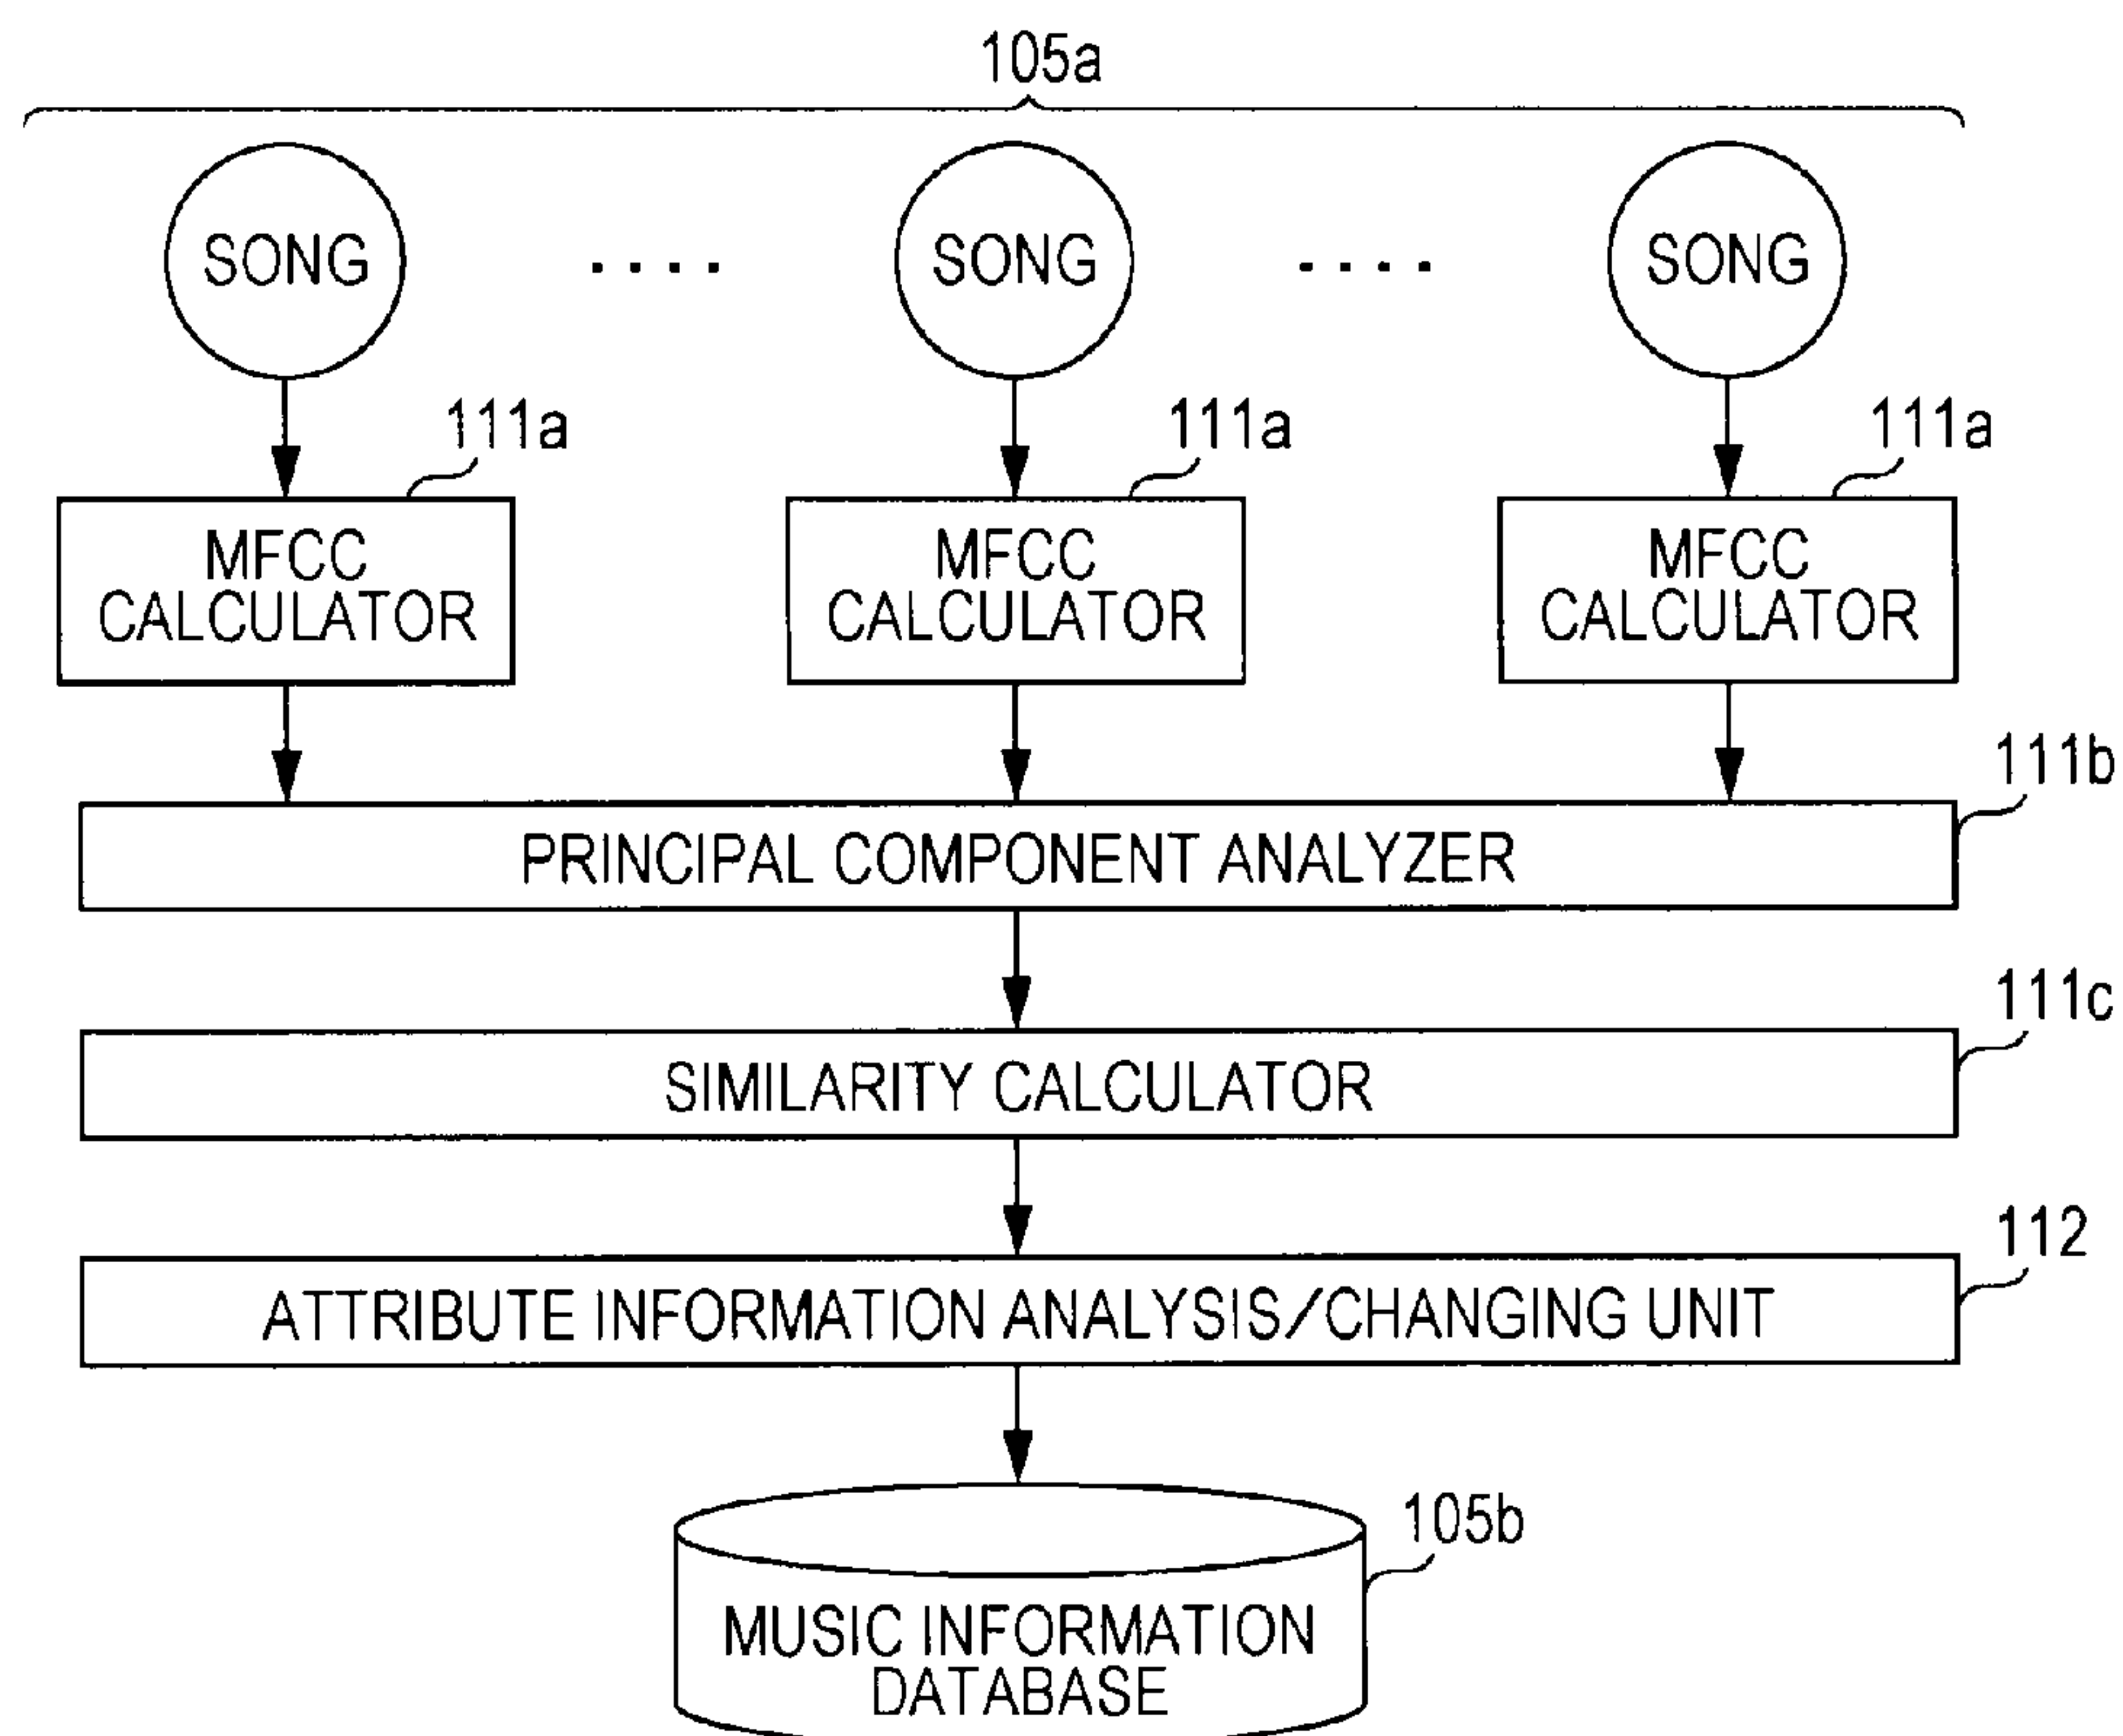 105a
SONG .... SONG .... SONG
111a 111a 111a
MFCC MFCC MFCC
CALCULATOR CALCULATOR CALCULATOR
111b
PRINCIPAL COMPONENT ANALYZER
111c
SIMILARITY CALCULATOR
112
ATTRIBUTE INFORMATION ANALYSIS/CHANGING UNIT
105b
MUSIC INFORMATION
DATABASE